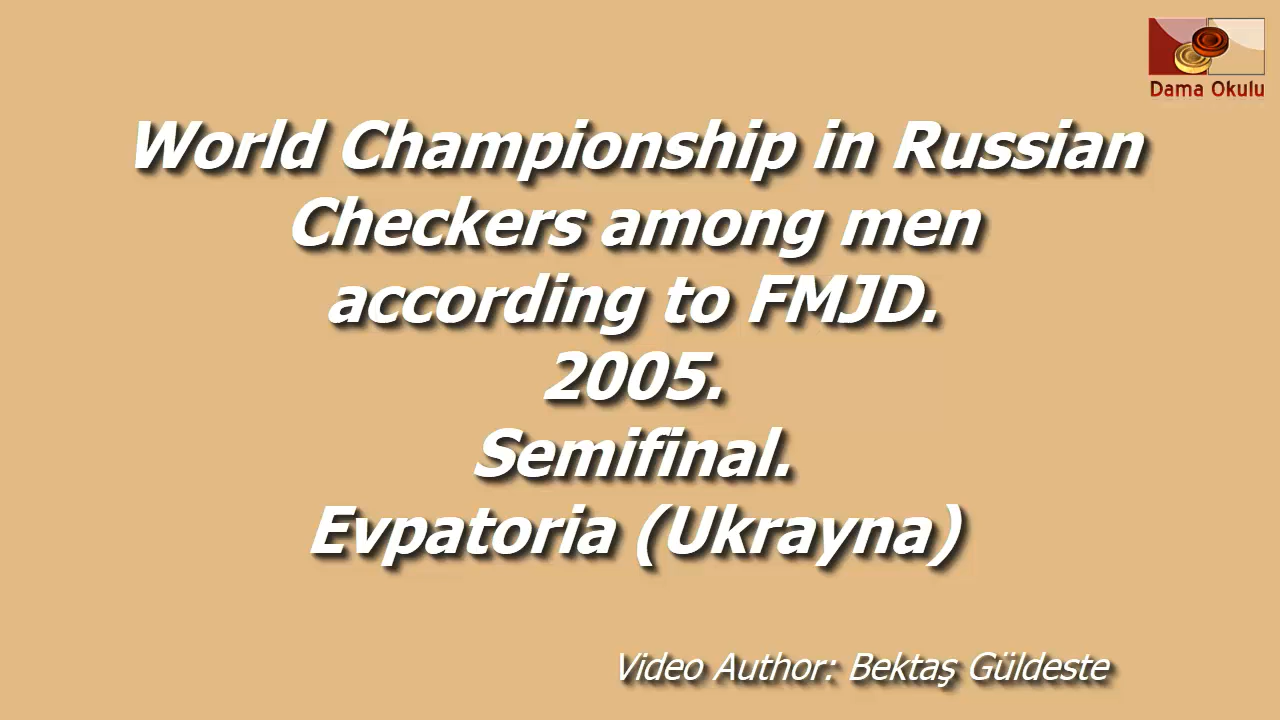 Dama Okulu
World Championship in Russian
Checkers among men
according to FMJD.
2005.
Semifinal.
Evpatoria (Ukrayna)
Video Author: Bektaş Güldeste